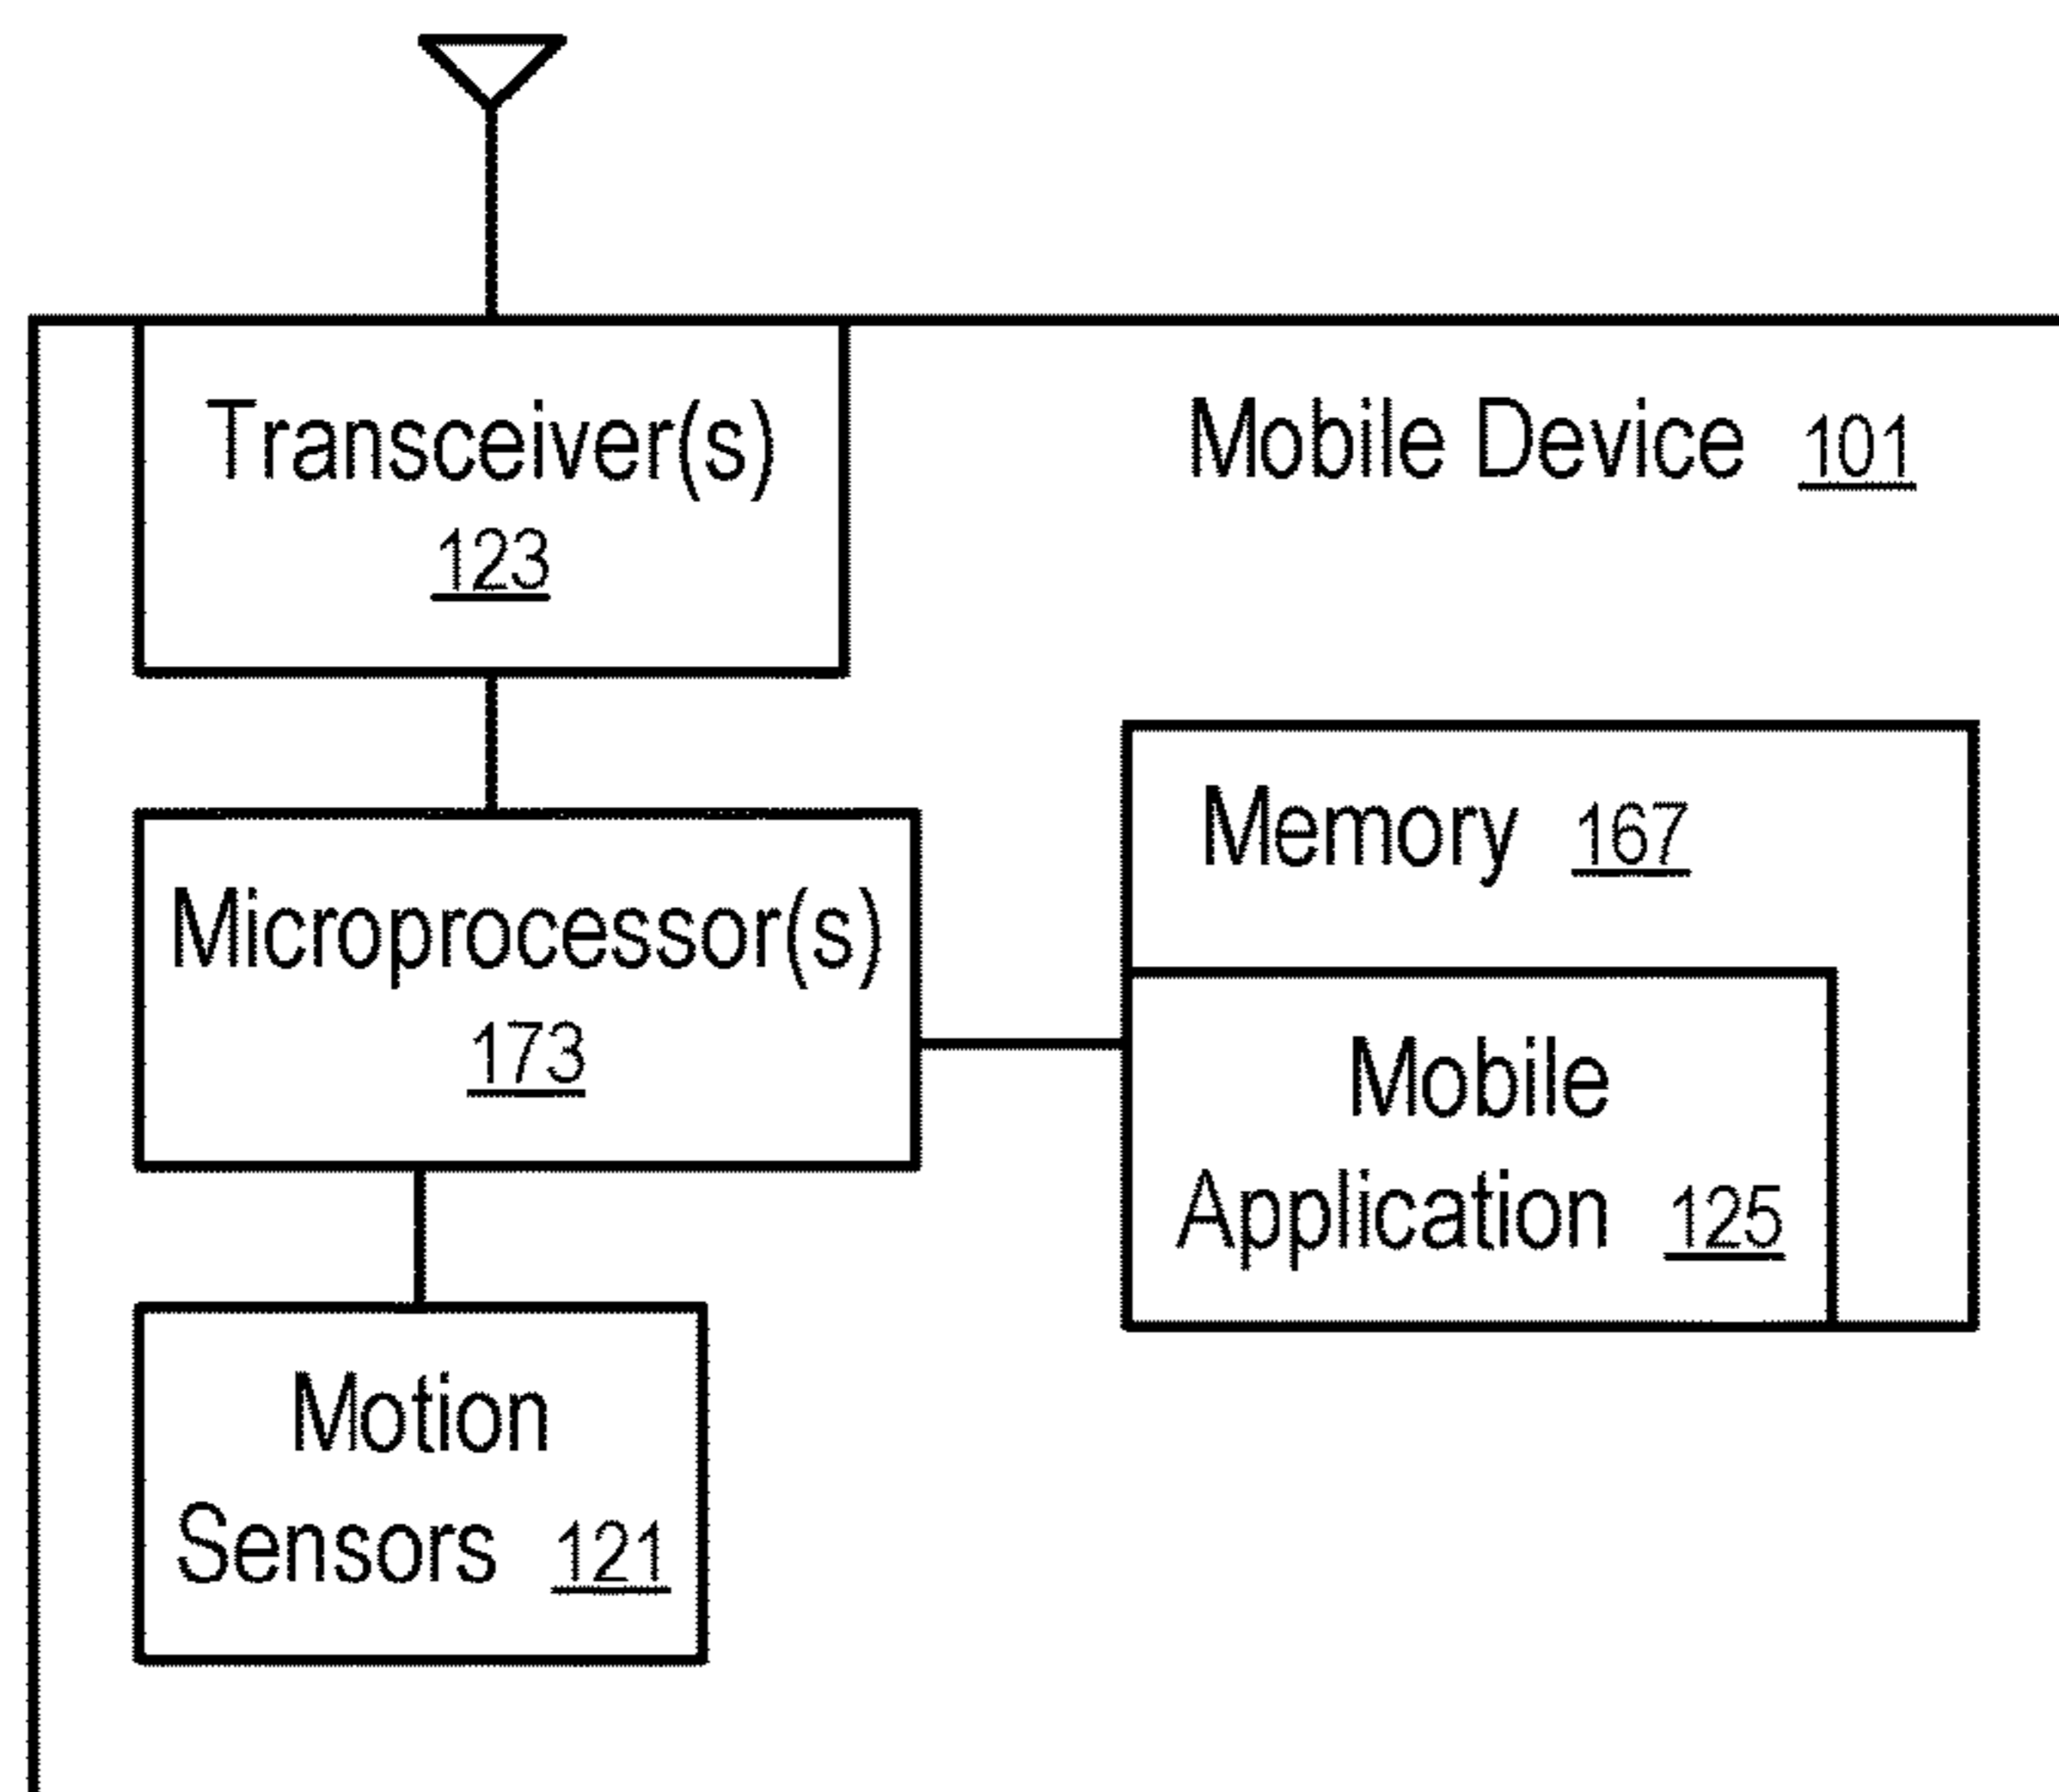 Transceiver(s)
123
Mobile Device 101
Memory 167
Microprocessor(s)
173
Mobile
Application 125
Motion
Sensors 121